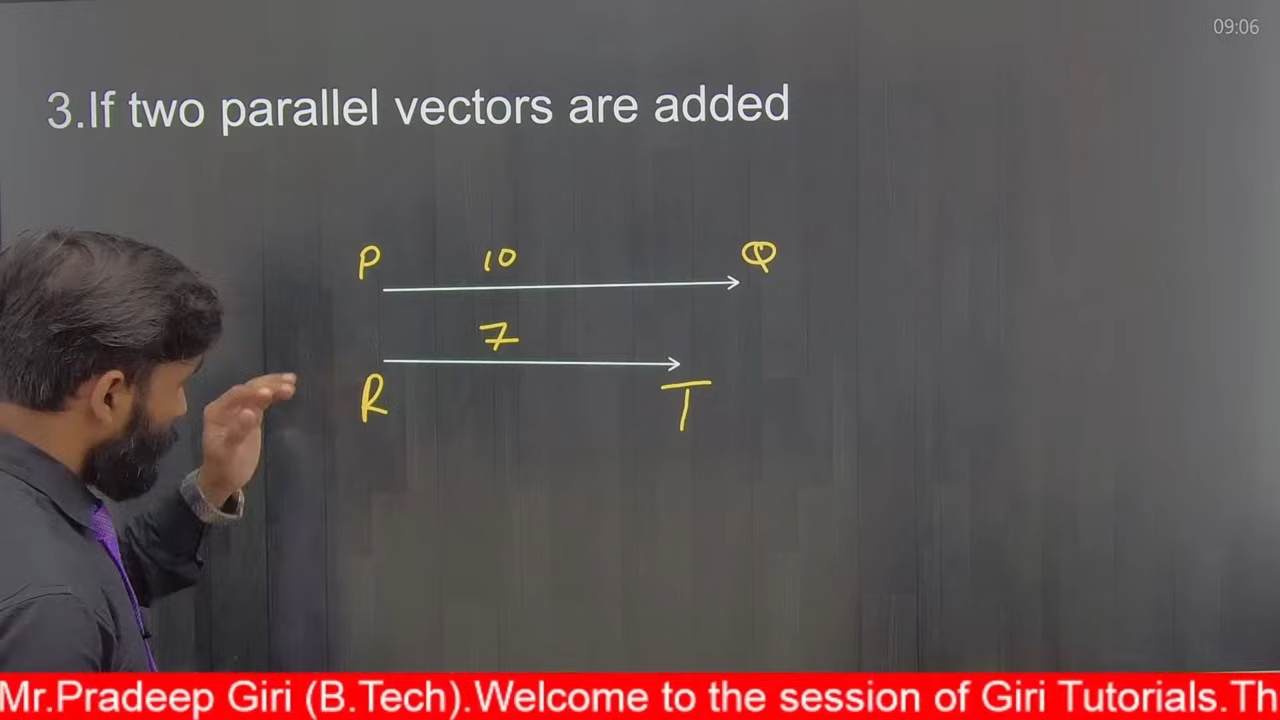 09:06
3.If two parallel vectors are added
P 10 Q
7
R T
Mr.Pradeep Giri (B.Tech).Welcome to the session of Giri Tutorials.Th